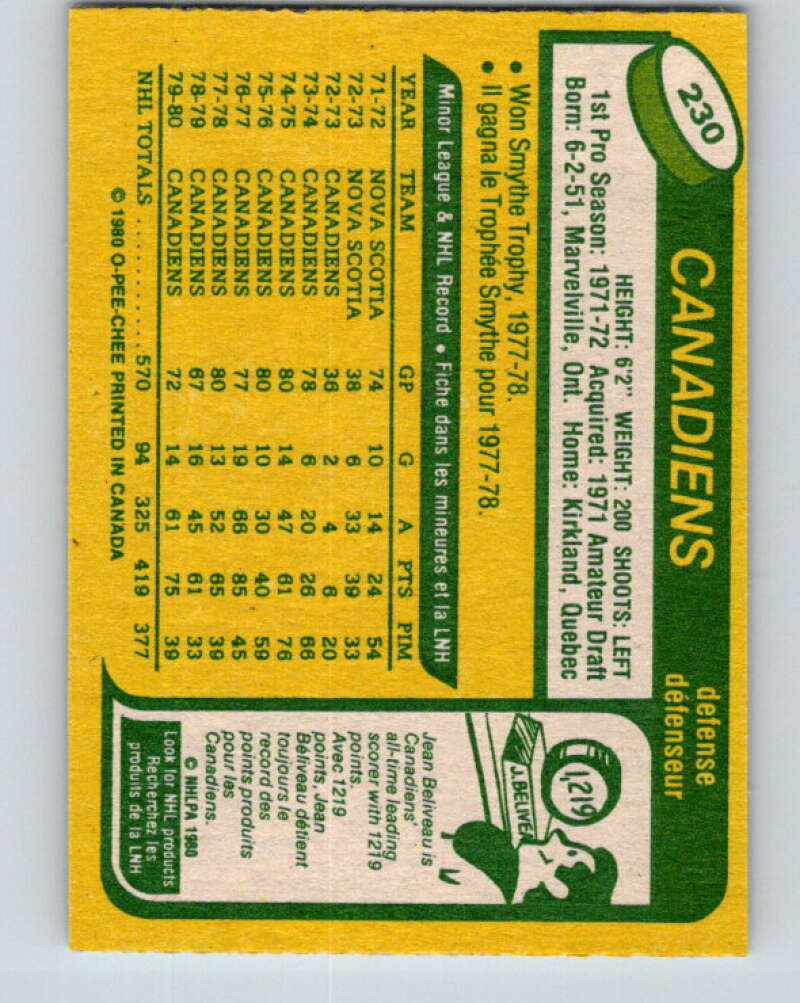 230
CANADIENS
defense
défenseur
HEIGHT: 6'2" WEIGHT: 200 SHOOTS: LEFT
1st Pro Season: 1971-72 Acquired: 1971 Amateur Draft
Born: 6-2-51, Marvelville, Ont. Home: Kirkland, Quebec
• Won Smythe Trophy, 1977-78.
• Il gagna le Trophée Smythe pour 1977-78.
Minor League & NHL Record • Fiche dans les mineures et la LNH
YEAR TEAM GP G A PTS PIM
71-72 NOVA SCOTIA 74 10 14 24 54
72-73 NOVA SCOTIA 38 6 33 39 33
72-73 CANADIENS 36 2 4 6 20
73-74 CANADIENS 78 6 20 26 66
74-75 CANADIENS 80 14 47 61 76
75-76 CANADIENS 80 10 30 40 59
76-77 CANADIENS 77 19 66 85 45
77-78 CANADIENS 80 13 52 65 39
78-79 CANADIENS 67 16 45 61 33
79-80 CANADIENS 72 14 61 75 39
NHL TOTALS .......... 570 94 325 419 377
© 1980 O-PEE-CHEE PRINTED IN CANADA
1,219
J. BELIVE
Jean Beliveau is
Canadiens'
all-time leading
scorer with 1219
points.
Avec 1219
points, Jean
Béliveau détient
toujours le
record des
points produits
pour les
Canadiens.
© NHLPA 1980
Look for NHL products
Recherchez les
produits de la LNH